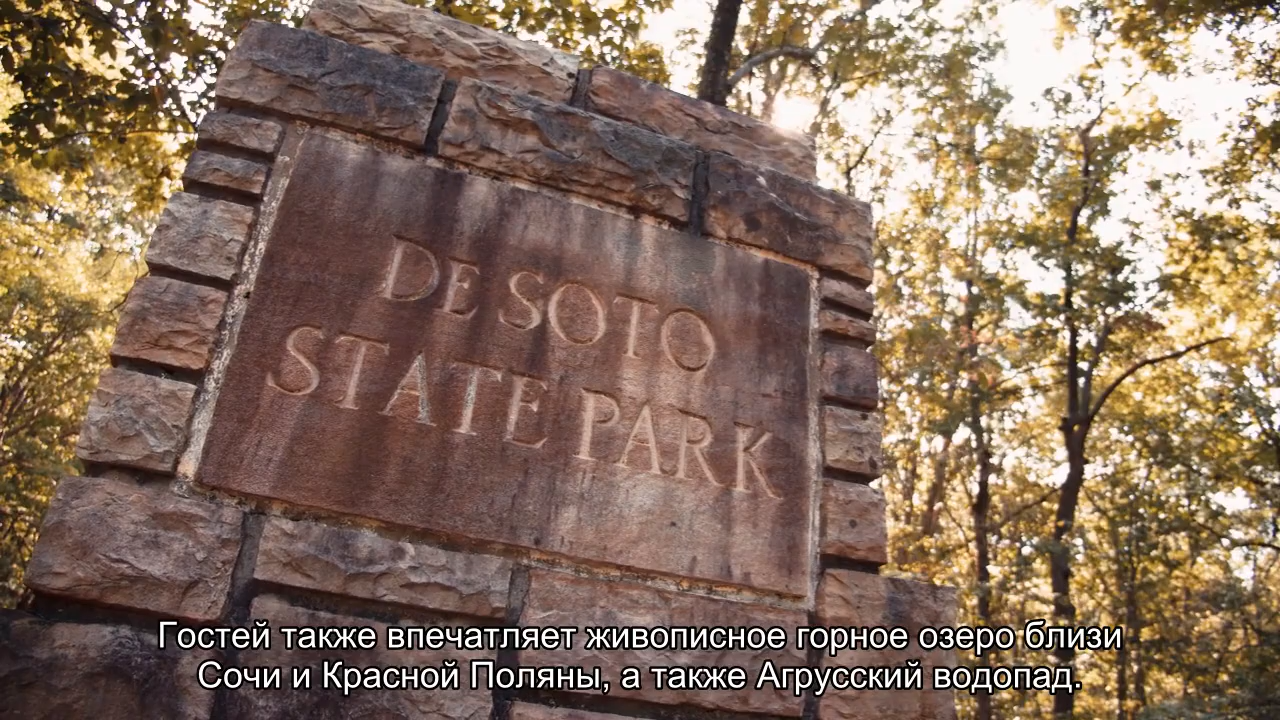 DE SOTO
STATE PARK
Гостей также впечатляет живописное горное озеро близи
Сочи и Красной Поляны, а также Агрусский водопад.